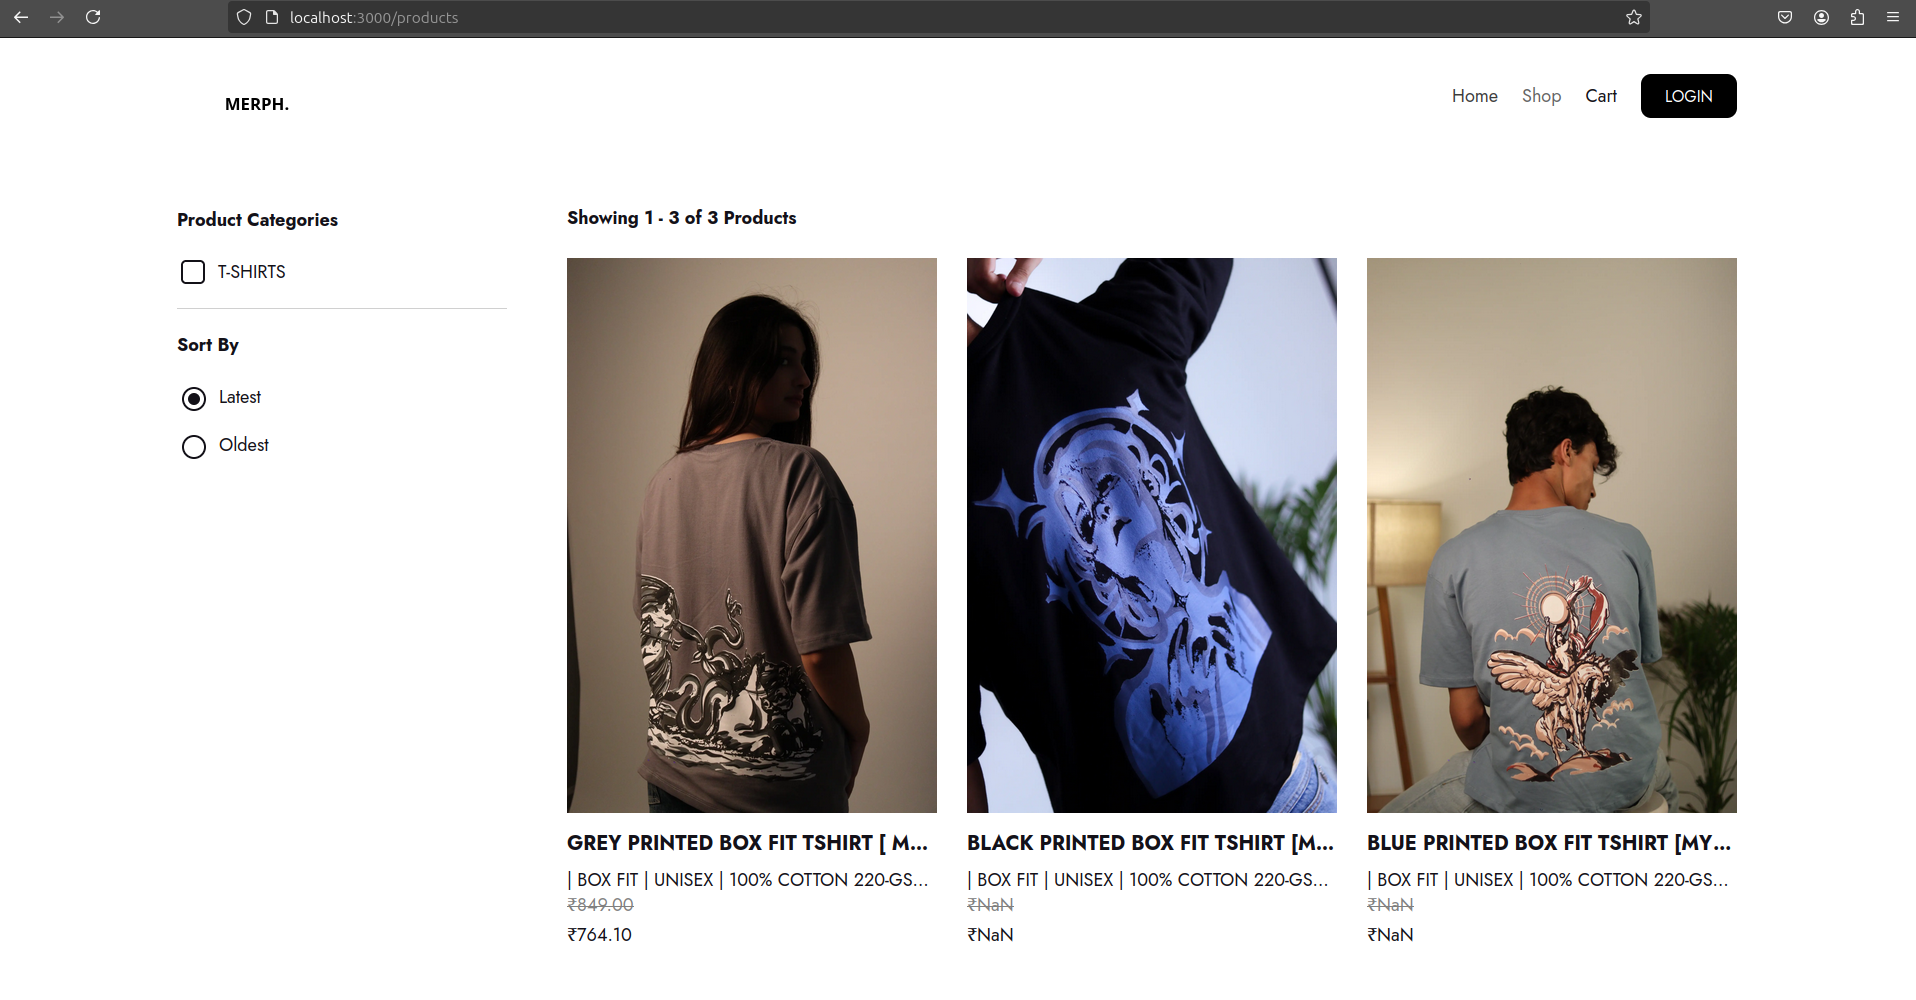 localhost:3000/products
MERPH.
Home
Shop
Cart
LOGIN
Product Categories
T-SHIRTS
Sort By
Latest
Oldest
Showing 1 - 3 of 3 Products
GREY PRINTED BOX FIT TSHIRT [ M...
| BOX FIT | UNISEX | 100% COTTON 220-GS...
₹849.00
₹764.10
BLACK PRINTED BOX FIT TSHIRT [M...
| BOX FIT | UNISEX | 100% COTTON 220-GS...
₹NaN
₹NaN
BLUE PRINTED BOX FIT TSHIRT [MY...
| BOX FIT | UNISEX | 100% COTTON 220-GS...
₹NaN
₹NaN